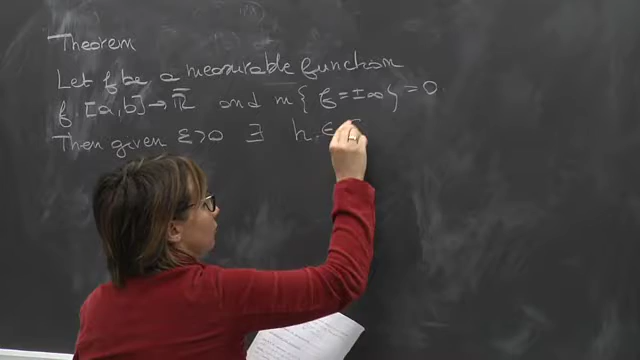 Theorem
Let f be a measurable function
f: [a,b] → ℝ̅ and m{f = ±∞} = 0
Then given ε>0 ∃ h